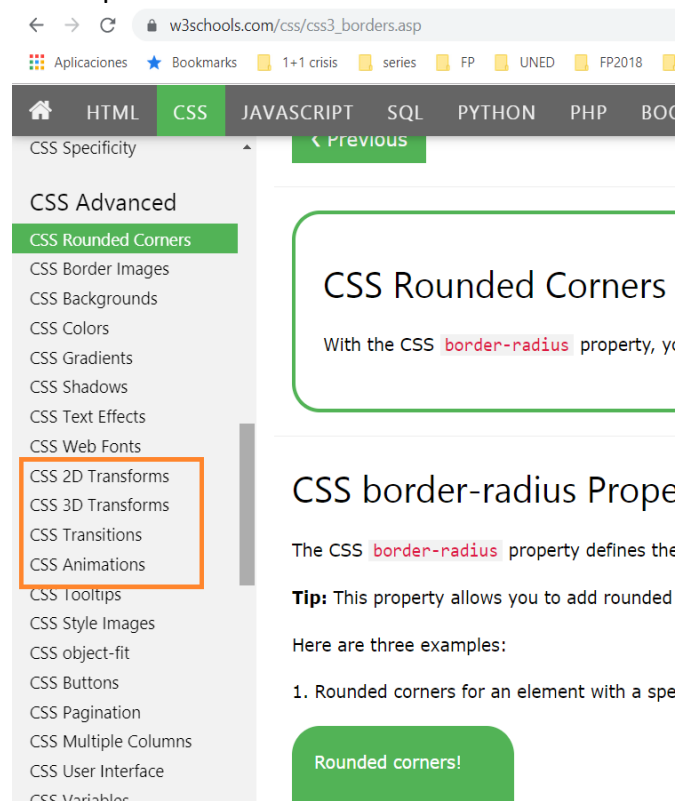 w3schools.com/css/css3_borders.asp
Aplicaciones Bookmarks 1+1 crisis series FP UNED FP2018
HTML CSS JAVASCRIPT SQL PYTHON PHP
CSS Specificity
❮ Previous
CSS Advanced
CSS Rounded Corners
CSS Border Images
CSS Backgrounds
CSS Colors
CSS Gradients
CSS Shadows
CSS Text Effects
CSS Web Fonts
CSS 2D Transforms
CSS 3D Transforms
CSS Transitions
CSS Animations
CSS Tooltips
CSS Style Images
CSS object-fit
CSS Buttons
CSS Pagination
CSS Multiple Columns
CSS User Interface
CSS Variables
CSS Rounded Corners
With the CSS border-radius property,
CSS border-radius
The CSS border-radius property defines the
Tip: This property allows you to add rounded
Here are three examples:
1. Rounded corners for an element with a
Rounded corners!